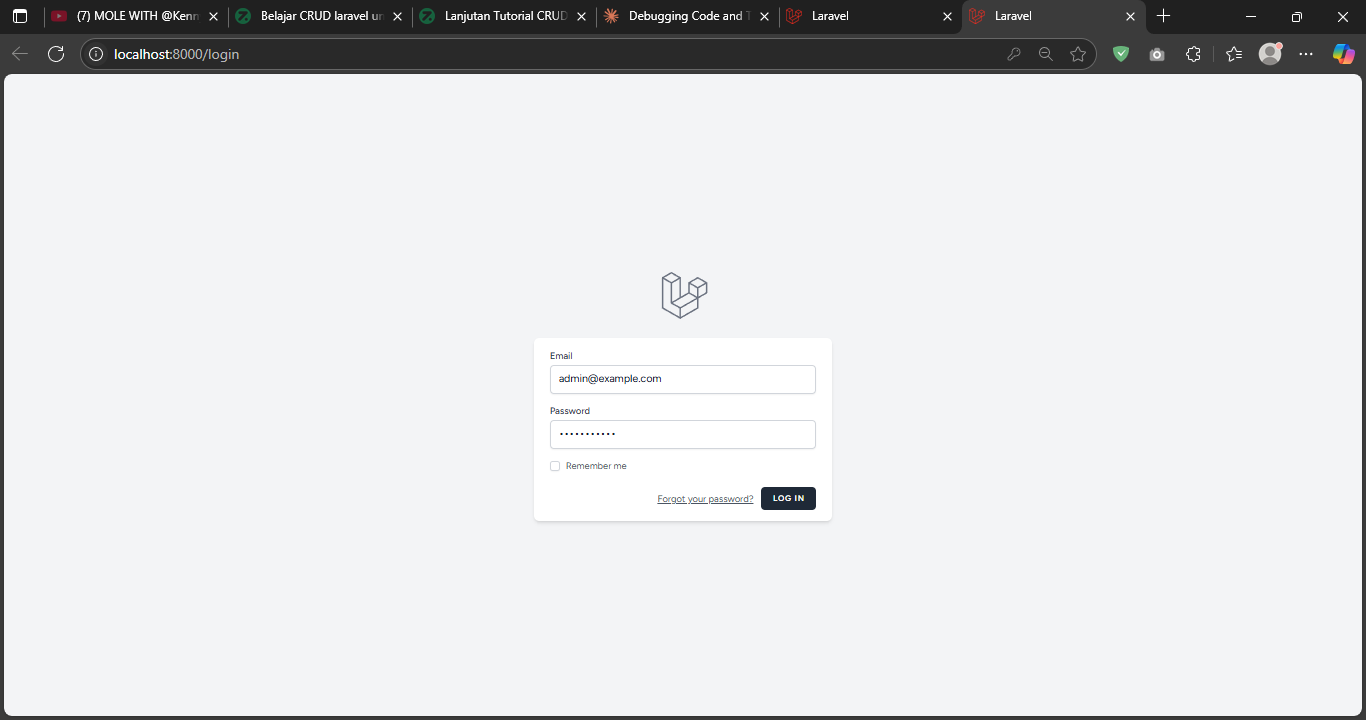 (7) MOLE WITH @Kenn
Belajar CRUD laravel un
Lanjutan Tutorial CRUD
Debugging Code and T
Laravel
Laravel
localhost:8000/login
Email
admin@example.com
Password
•••••••••••
Remember me
Forgot your password?
LOG IN